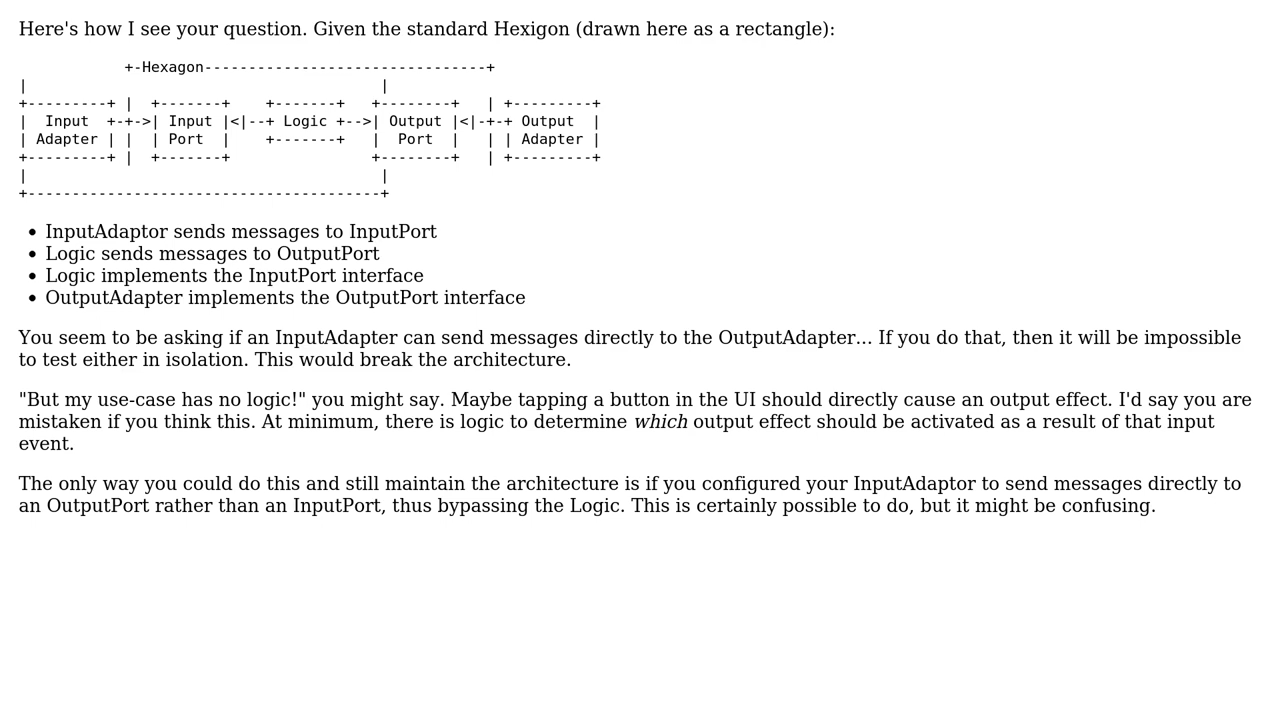 Here's how I see your question. Given the standard Hexigon (drawn here as a rectangle):
            +-Hexagon--------------------------------+
|                                        |
+---------+ |  +-------+    +-------+   +--------+   | +---------+
|  Input  +-+->| Input |<|--+ Logic +-->| Output |<|-+-+ Output  |
| Adapter | |  | Port  |    +-------+   |  Port  |   | | Adapter |
+---------+ |  +-------+                +--------+   | +---------+
|                                        |
+----------------------------------------+
• InputAdaptor sends messages to InputPort
• Logic sends messages to OutputPort
• Logic implements the InputPort interface
• OutputAdapter implements the OutputPort interface
You seem to be asking if an InputAdapter can send messages directly to the OutputAdapter... If you do that, then it will be impossible
to test either in isolation. This would break the architecture.
"But my use-case has no logic!" you might say. Maybe tapping a button in the UI should directly cause an output effect. I'd say you are
mistaken if you think this. At minimum, there is logic to determine which output effect should be activated as a result of that input
event.
The only way you could do this and still maintain the architecture is if you configured your InputAdaptor to send messages directly to
an OutputPort rather than an InputPort, thus bypassing the Logic. This is certainly possible to do, but it might be confusing.